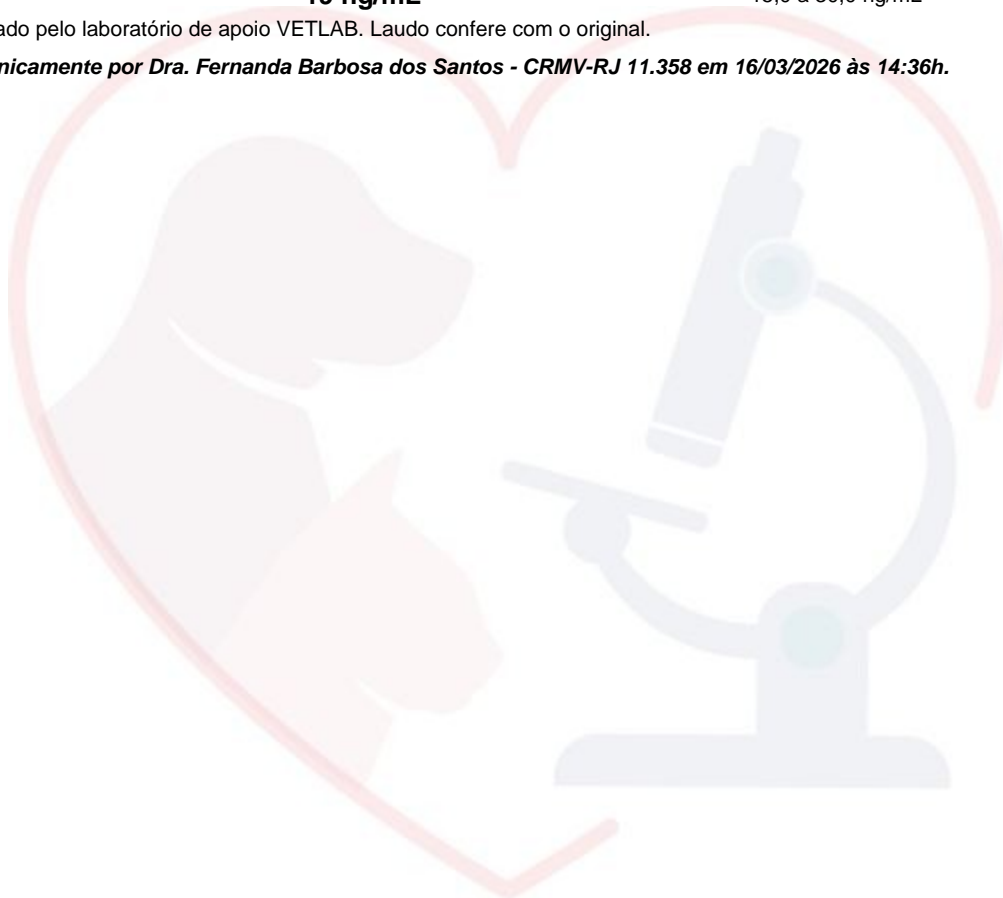 ado pelo laboratório de apoio VETLAB. Laudo confere com o original.
nicamente por Dra. Fernanda Barbosa dos Santos - CRMV-RJ 11.358 em 16/03/2026 às 14:36h.